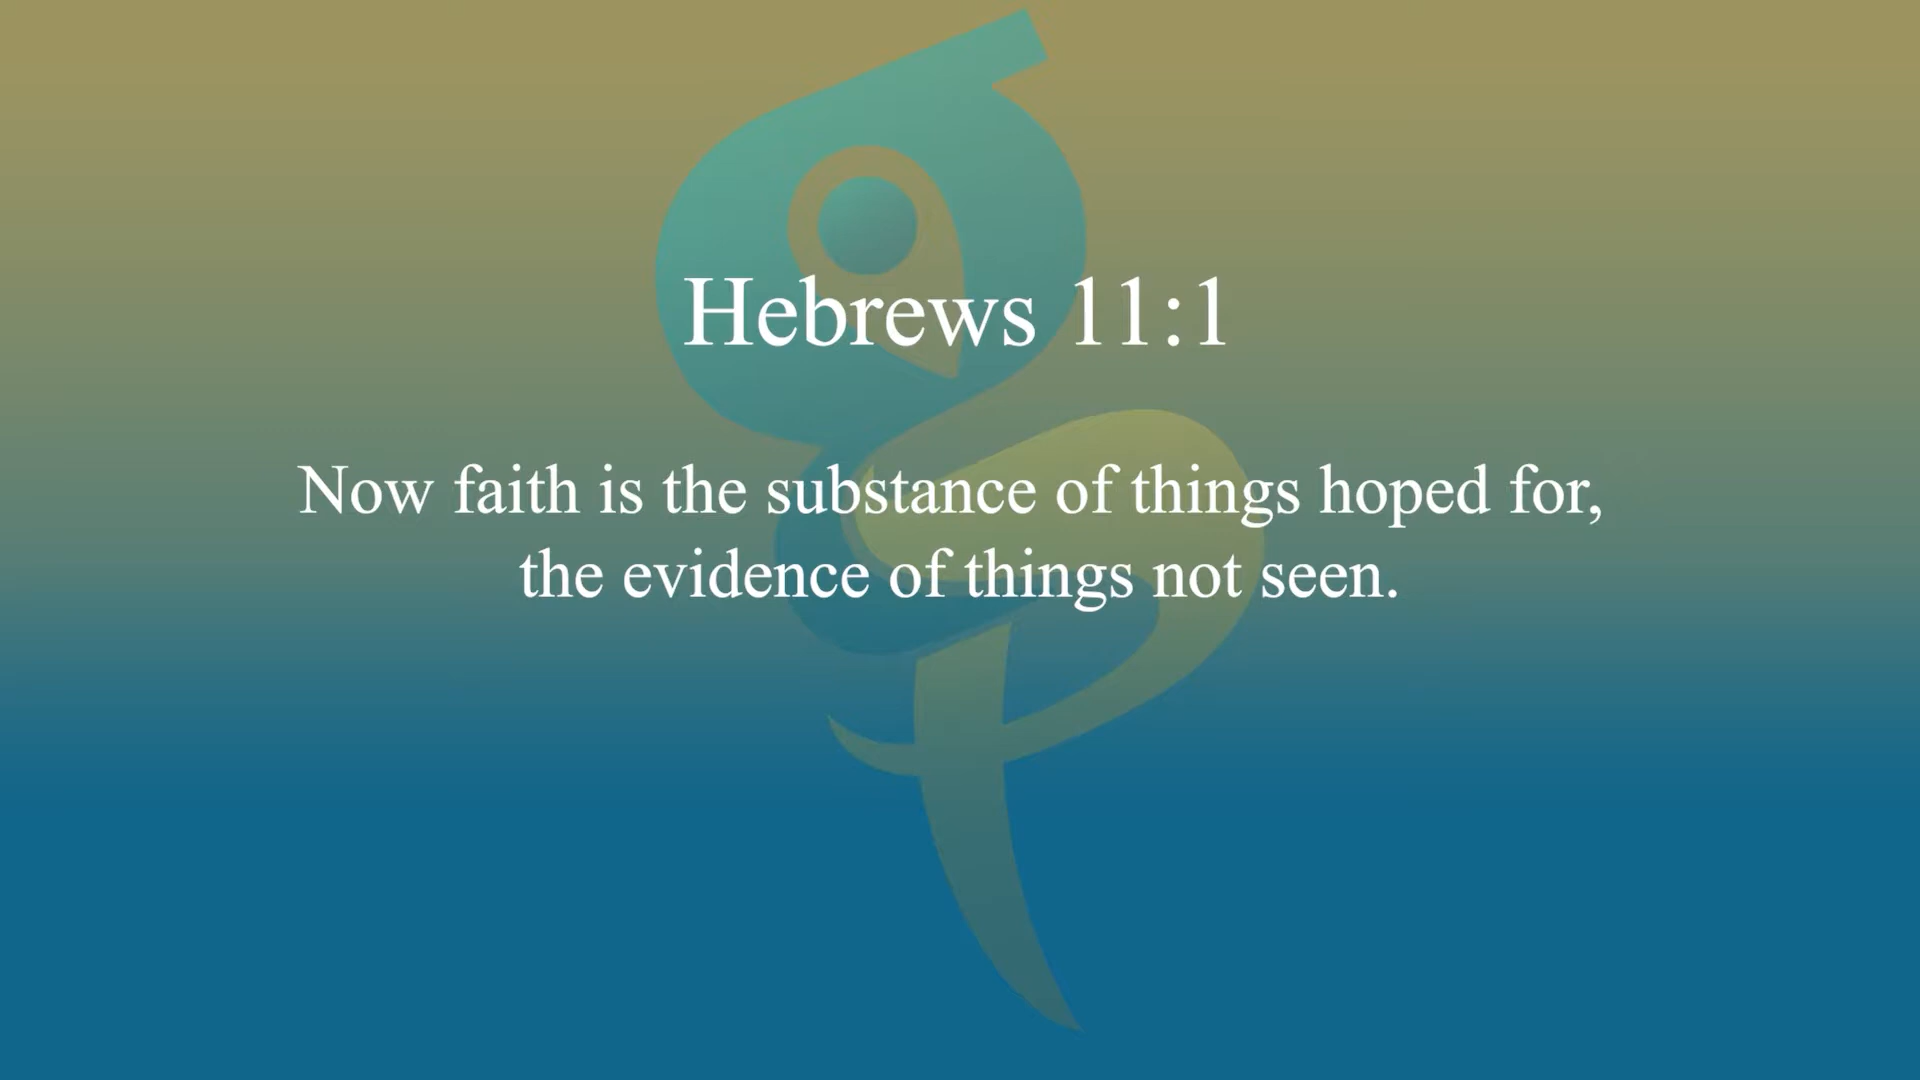 Hebrews 11:1
Now faith is the substance of things hoped for,
the evidence of things not seen.